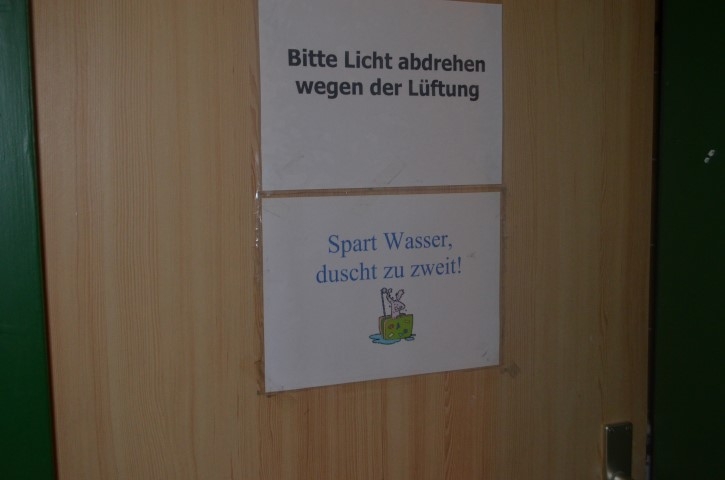 Bitte Licht abdrehen
wegen der Lüftung
Spart Wasser,
duscht zu zweit!